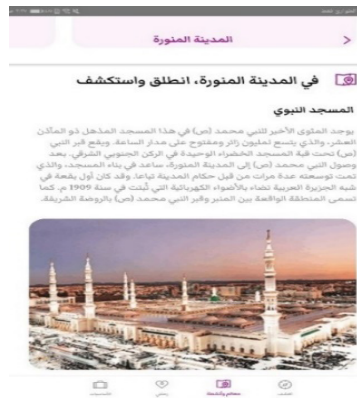 المدينة المنورة
في المدينة المنورة، انطلق واستكشف
المسجد النبوي
يوجد المثوى الأخير للنبي محمد (ص) في هذا المسجد المذهل ذو المآذن
العشر، والذي يتسع لمليون زائر ومفتوح على مدار الساعة. ويقع قبر النبي
(ص) تحت قبة المسجد الخضراء الوحيدة في الركن الجنوبي الشرقي. بعد
وصول النبي محمد (ص) إلى المدينة المنورة، ساعد في بناء المسجد، والذي
تمت توسعته عدة مرات من قبل حكام المدينة تباعا. وقد كان أول بقعة في
شبه الجزيرة العربية تضاء بالأضواء الكهربائية التي ثُبتت في سنة 1909 م. كما
تسمى المنطقة الواقعة بين المنبر وقبر النبي محمد (ص) بالروضة الشريفة.